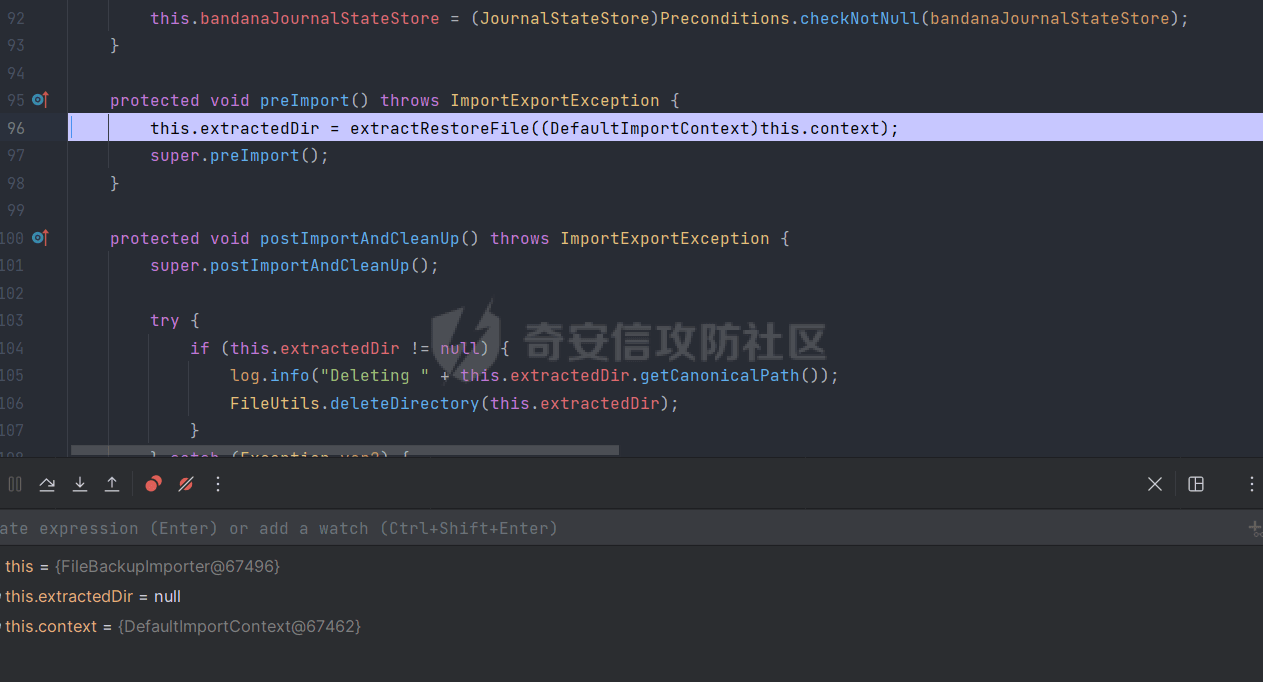 92 this.bandanaJournalStateStore = (JournalStateStore)Preconditions.checkNotNull(bandanaJournalStateStore);
93 }
94
95 protected void preImport() throws ImportExportException {
96 this.extractedDir = extractRestoreFile((DefaultImportContext)this.context);
97 super.preImport();
98 }
99
100 protected void postImportAndCleanUp() throws ImportExportException {
101 super.postImportAndCleanUp();
102
103 try {
104 if (this.extractedDir != null) {
奇安信攻防社区
105 log.info("Deleting " + this.extractedDir.getCanonicalPath());
106 FileUtils.deleteDirectory(this.extractedDir);
107 }
108 } catch (Exception var2) {
ate expression (Enter) or add a watch (Ctrl+Shift+Enter)
this = {FileBackupImporter@67496}
this.extractedDir = null
this.context = {DefaultImportContext@67462}